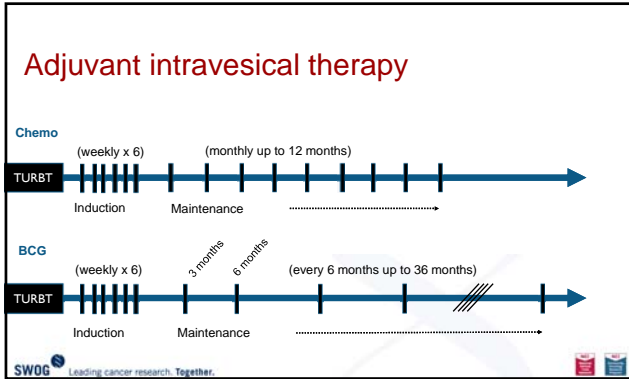 Adjuvant intravesical therapy
Chemo
(weekly x 6)
(monthly up to 12 months)
TURBT
Induction
Maintenance
BCG
(weekly x 6)
3 months
6 months
(every 6 months up to 36 months)
TURBT
Induction
Maintenance
SWOG Leading cancer research. Together.